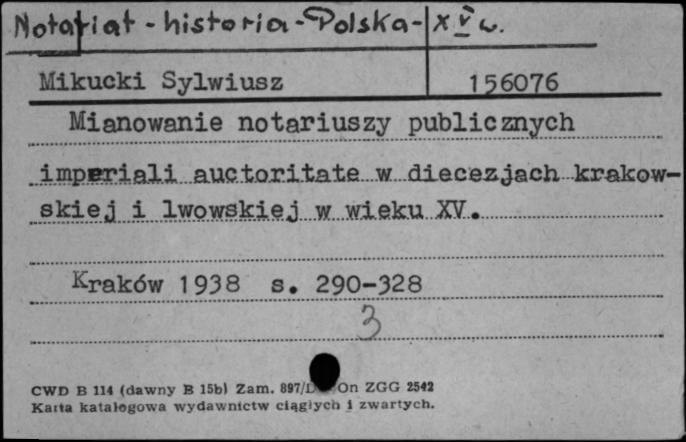 Notariat - historia - Polska - XV w.
Mikucki Sylwiusz 156076
Mianowanie notariuszy publicznych
imperiali auctoritate w diecezjach krakow-
skiej i lwowskiej w wieku XV.
Kraków 1938 s. 290-328
3
CWD B 114 (dawny B 15b) Zam. 897/D On ZGG 2542
Karta katalogowa wydawnictw ciągłych i zwartych.